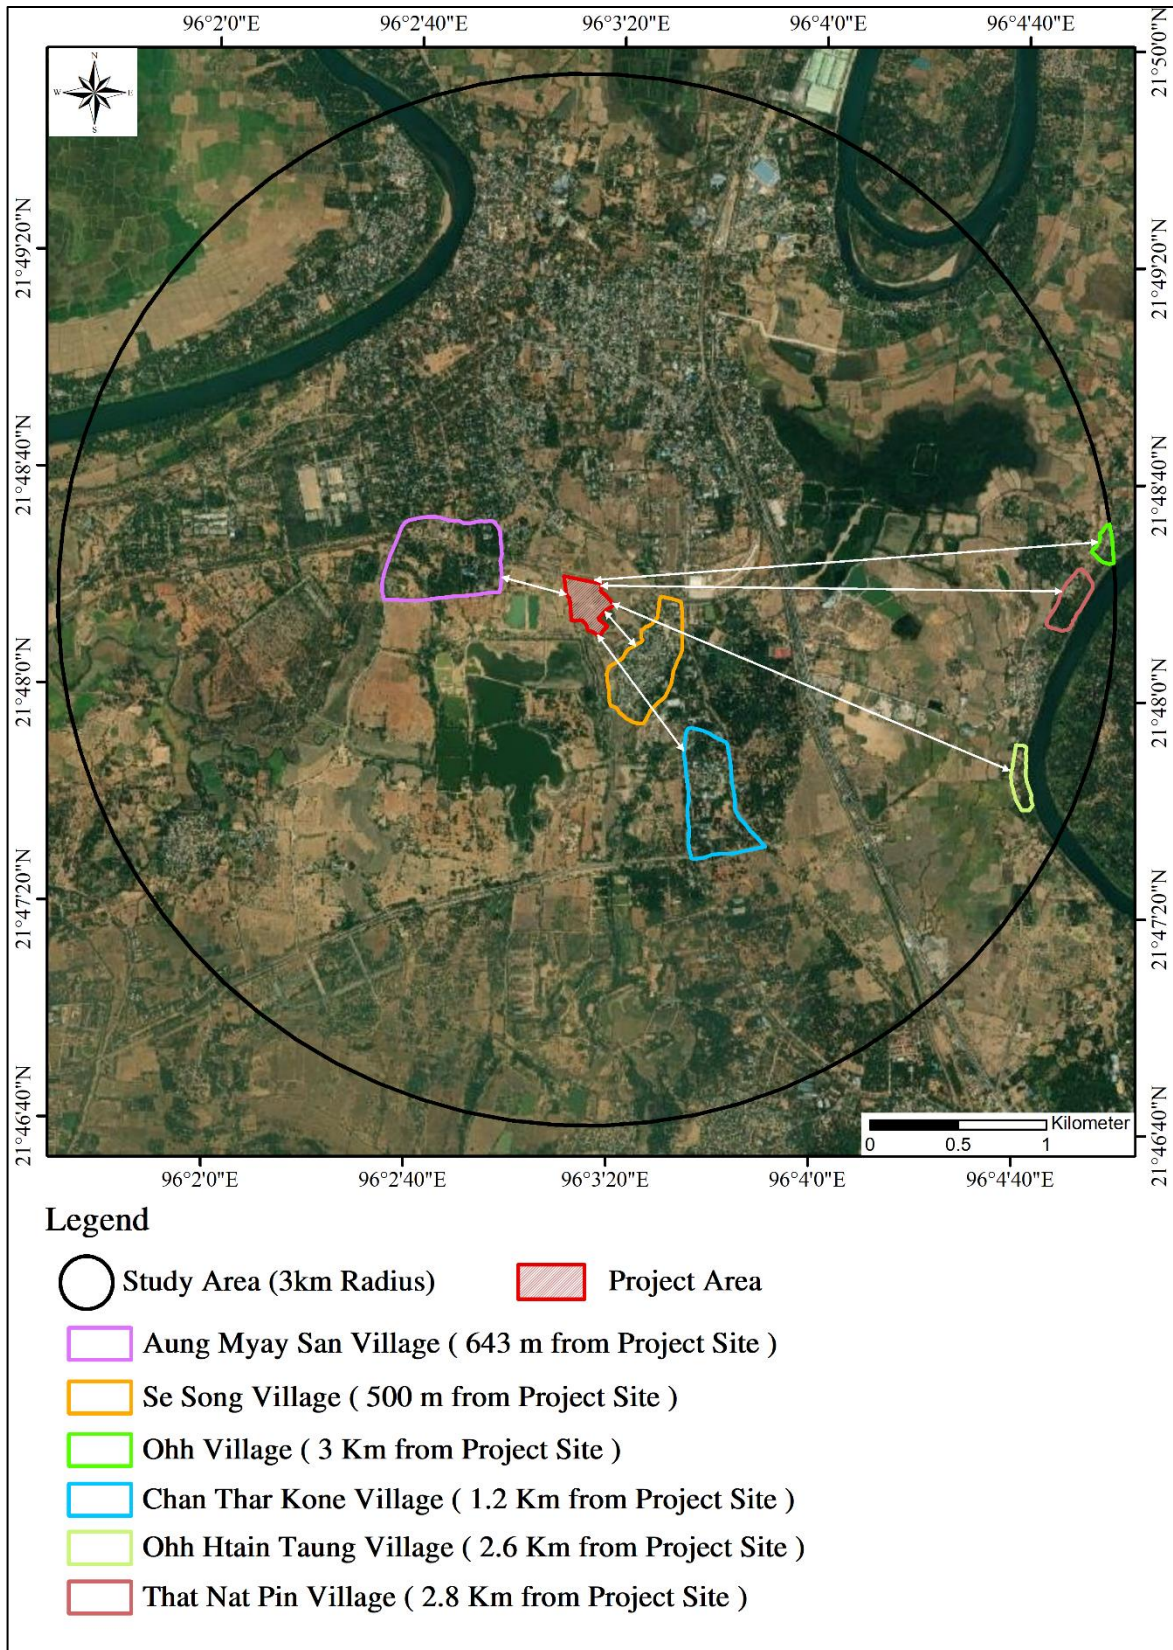 96°2'0"E 96°2'40"E 96°3'20"E 96°4'0"E 96°4'40"E
N
W E
S
21°50'0"N
21°49'20"N 21°49'20"N
21°48'40"N 21°48'40"N
21°48'0"N 21°48'0"N
21°47'20"N 21°47'20"N
21°46'40"N 21°46'40"N
Kilometer
0 0.5 1
96°2'0"E 96°2'40"E 96°3'20"E 96°4'0"E 96°4'40"E
Legend
Study Area (3km Radius) Project Area
Aung Myay San Village ( 643 m from Project Site )
Se Song Village ( 500 m from Project Site )
Ohh Village ( 3 Km from Project Site )
Chan Thar Kone Village ( 1.2 Km from Project Site )
Ohh Htain Taung Village ( 2.6 Km from Project Site )
That Nat Pin Village ( 2.8 Km from Project Site )